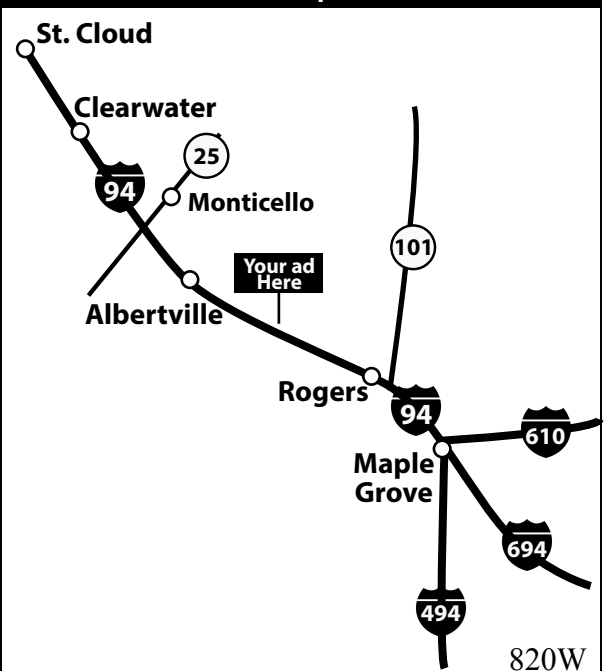 St. Cloud
Clearwater
25
94
Monticello
101
Your ad
Here
Albertville
Rogers
94
610
Maple
Grove
694
494
820W